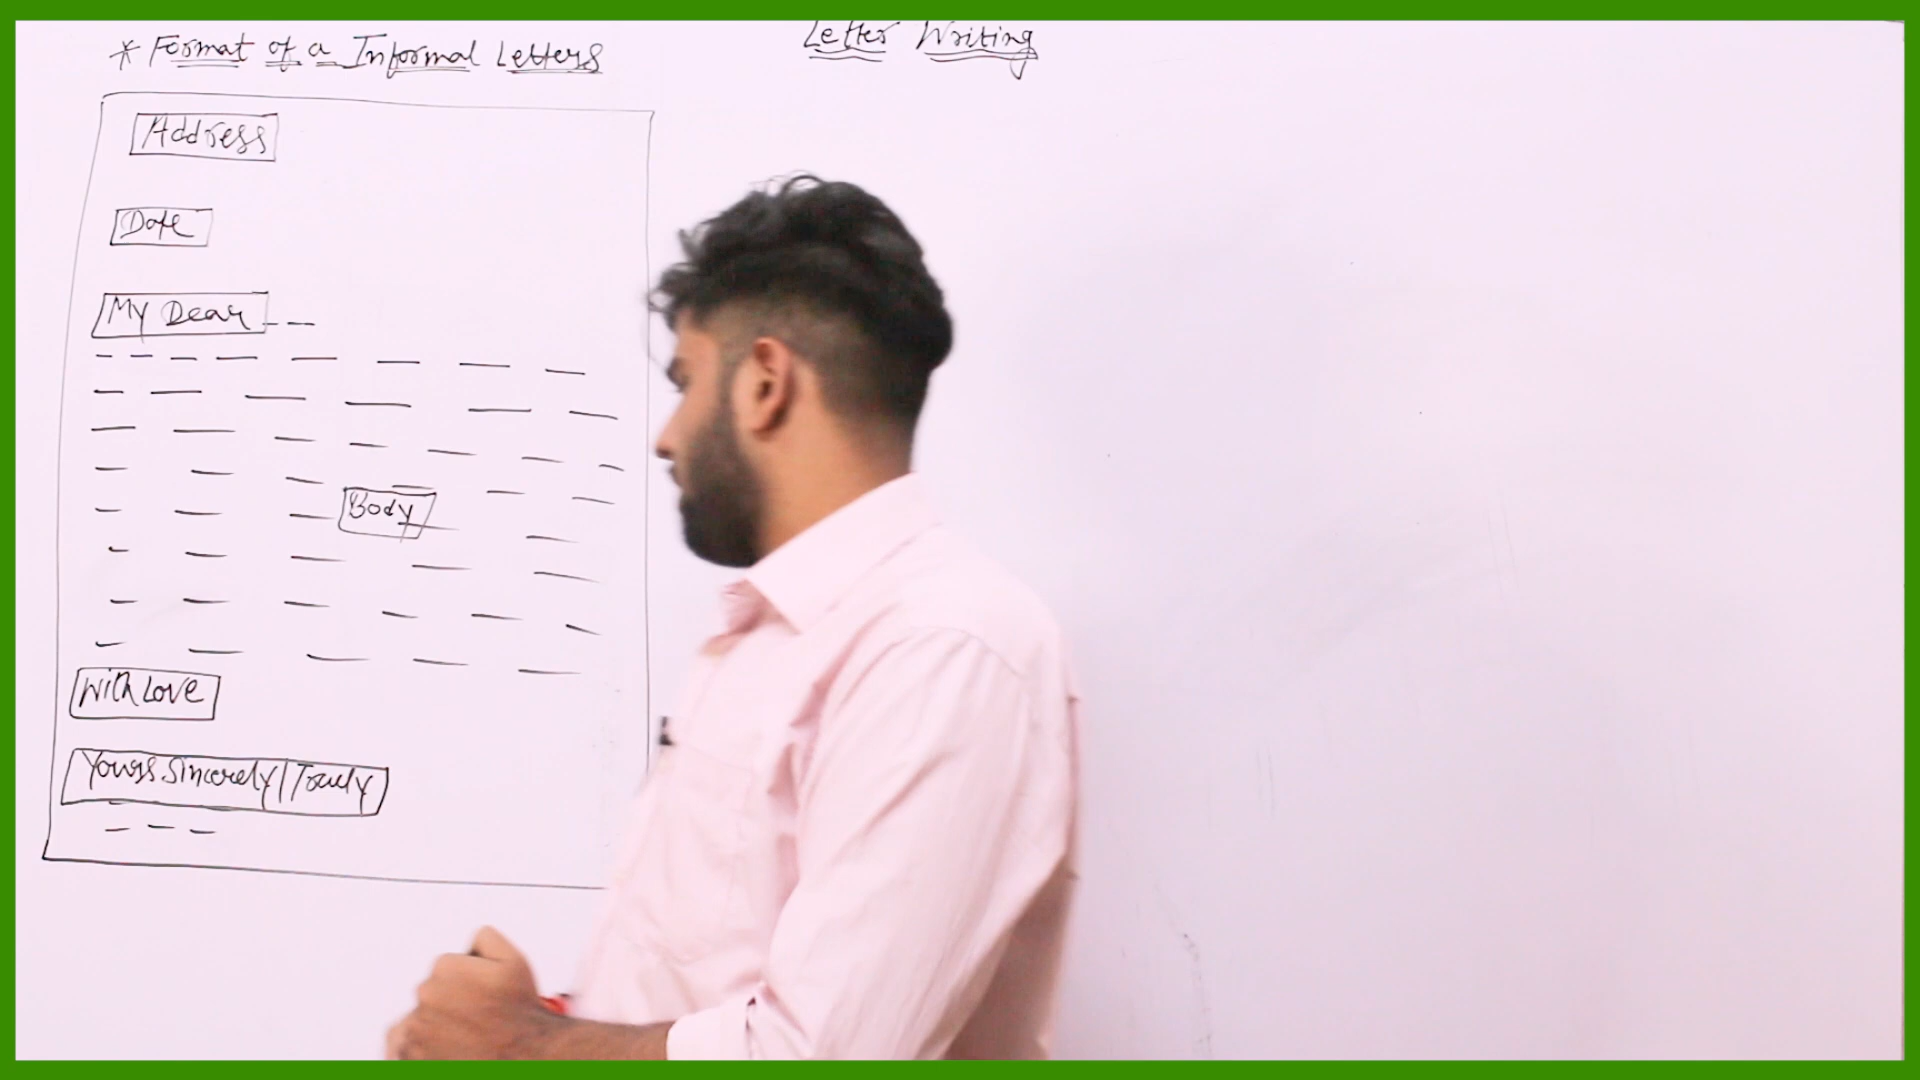 Letter Writing
* Format of a Informal Letters
Address
Date
My Dear
Body
With Love
Yours Sincerely/Truly